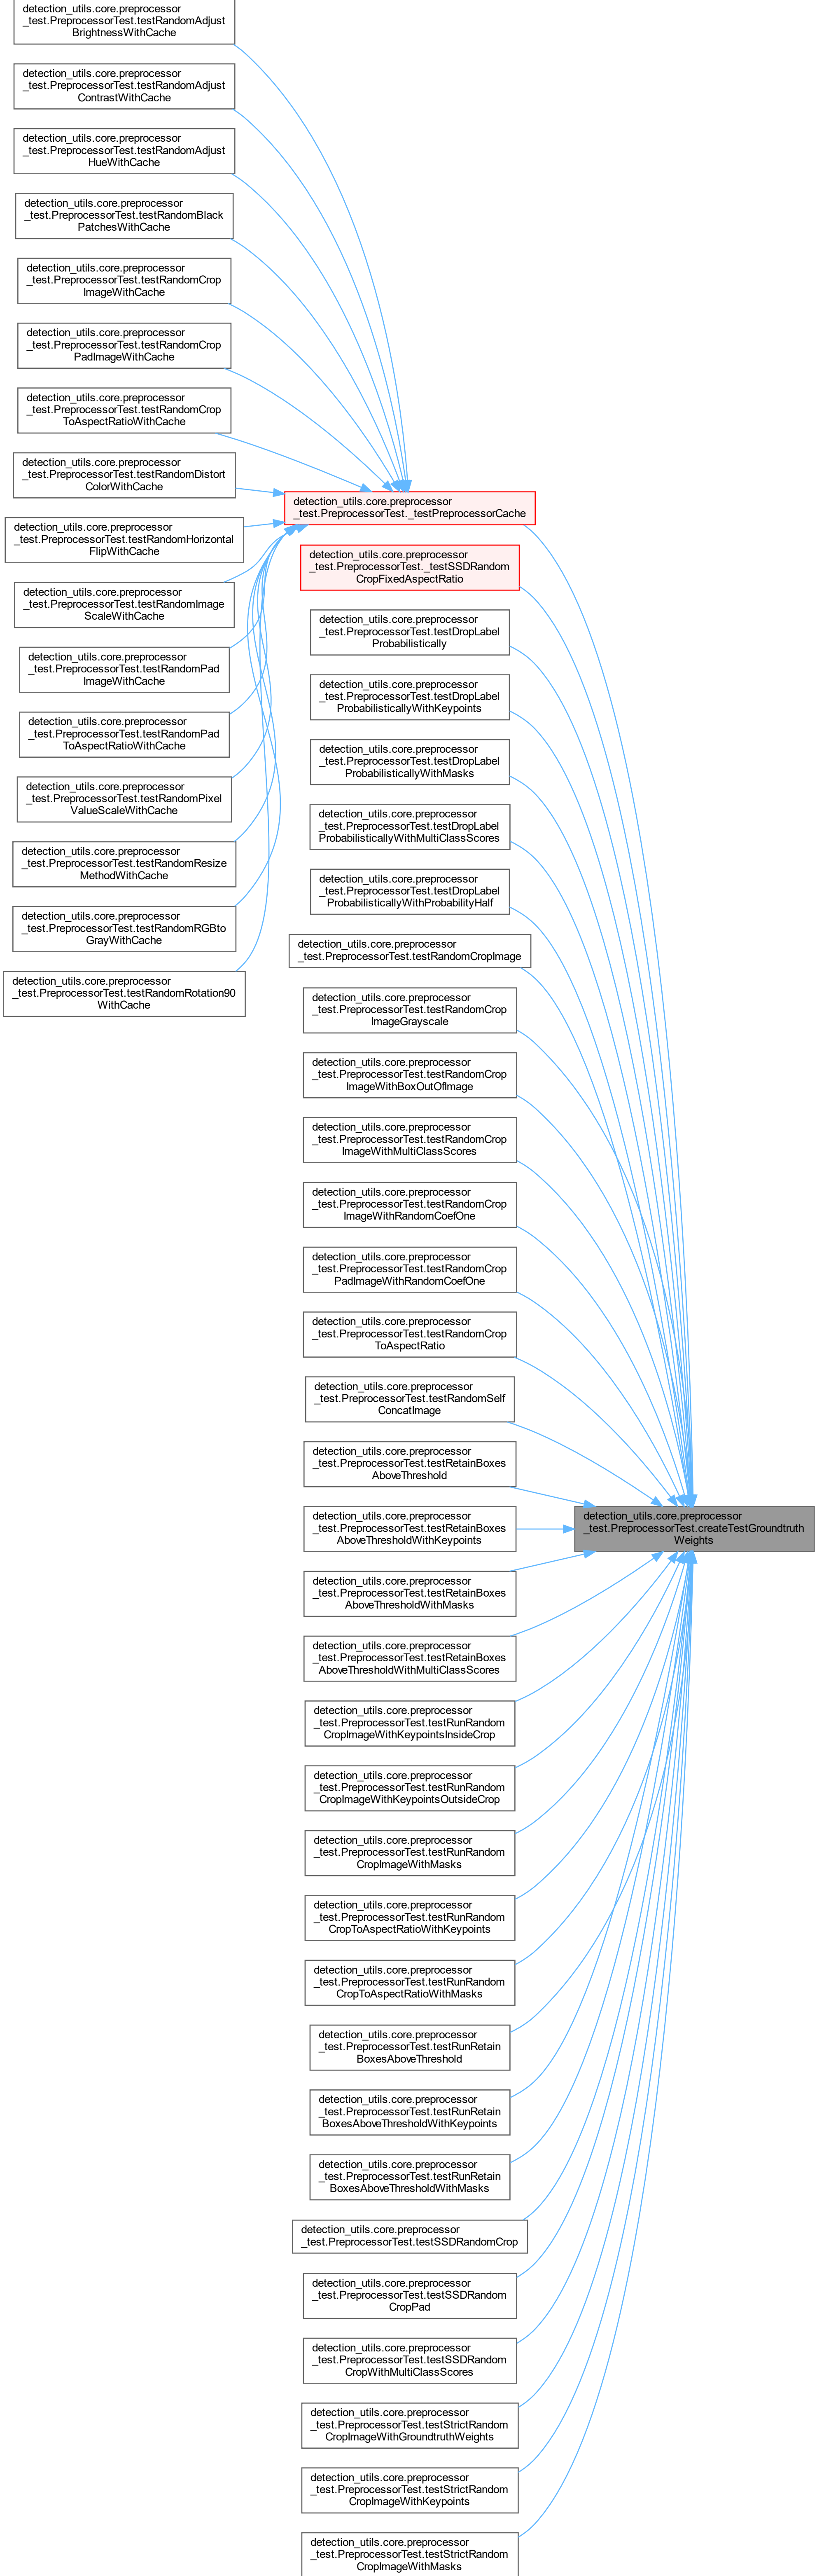 detection_utils.core.preprocessor
_test.PreprocessorTest.testRandomAdjust
BrightnessWithCache
detection_utils.core.preprocessor
_test.PreprocessorTest.testRandomAdjust
ContrastWithCache
detection_utils.core.preprocessor
_test.PreprocessorTest.testRandomAdjust
HueWithCache
detection_utils.core.preprocessor
_test.PreprocessorTest.testRandomBlack
PatchesWithCache
detection_utils.core.preprocessor
_test.PreprocessorTest.testRandomCrop
ImageWithCache
detection_utils.core.preprocessor
_test.PreprocessorTest.testRandomCrop
PadImageWithCache
detection_utils.core.preprocessor
_test.PreprocessorTest.testRandomCrop
ToAspectRatioWithCache
detection_utils.core.preprocessor
_test.PreprocessorTest.testRandomDistort
ColorWithCache
detection_utils.core.preprocessor
_test.PreprocessorTest.testRandomHorizontal
FlipWithCache
detection_utils.core.preprocessor
_test.PreprocessorTest.testRandomImage
ScaleWithCache
detection_utils.core.preprocessor
_test.PreprocessorTest.testRandomPad
ImageWithCache
detection_utils.core.preprocessor
_test.PreprocessorTest.testRandomPad
ToAspectRatioWithCache
detection_utils.core.preprocessor
_test.PreprocessorTest.testRandomPixel
ValueScaleWithCache
detection_utils.core.preprocessor
_test.PreprocessorTest.testRandomResize
MethodWithCache
detection_utils.core.preprocessor
_test.PreprocessorTest.testRandomRGBto
GrayWithCache
detection_utils.core.preprocessor
_test.PreprocessorTest.testRandomRotation90
WithCache
detection_utils.core.preprocessor
_test.PreprocessorTest._testPreprocessorCache
detection_utils.core.preprocessor
_test.PreprocessorTest._testSSDRandom
CropFixedAspectRatio
detection_utils.core.preprocessor
_test.PreprocessorTest.testDropLabel
Probabilistically
detection_utils.core.preprocessor
_test.PreprocessorTest.testDropLabel
ProbabilisticallyWithKeypoints
detection_utils.core.preprocessor
_test.PreprocessorTest.testDropLabel
ProbabilisticallyWithMasks
detection_utils.core.preprocessor
_test.PreprocessorTest.testDropLabel
ProbabilisticallyWithMultiClassScores
detection_utils.core.preprocessor
_test.PreprocessorTest.testDropLabel
ProbabilisticallyWithProbabilityHalf
detection_utils.core.preprocessor
_test.PreprocessorTest.testRandomCropImage
detection_utils.core.preprocessor
_test.PreprocessorTest.testRandomCrop
ImageGrayscale
detection_utils.core.preprocessor
_test.PreprocessorTest.testRandomCrop
ImageWithBoxOutOfImage
detection_utils.core.preprocessor
_test.PreprocessorTest.testRandomCrop
ImageWithMultiClassScores
detection_utils.core.preprocessor
_test.PreprocessorTest.testRandomCrop
ImageWithRandomCoefOne
detection_utils.core.preprocessor
_test.PreprocessorTest.testRandomCrop
PadImageWithRandomCoefOne
detection_utils.core.preprocessor
_test.PreprocessorTest.testRandomCrop
ToAspectRatio
detection_utils.core.preprocessor
_test.PreprocessorTest.testRandomSelf
ConcatImage
detection_utils.core.preprocessor
_test.PreprocessorTest.testRetainBoxes
AboveThreshold
detection_utils.core.preprocessor
_test.PreprocessorTest.testRetainBoxes
AboveThresholdWithKeypoints
detection_utils.core.preprocessor
_test.PreprocessorTest.testRetainBoxes
AboveThresholdWithMasks
detection_utils.core.preprocessor
_test.PreprocessorTest.testRetainBoxes
AboveThresholdWithMultiClassScores
detection_utils.core.preprocessor
_test.PreprocessorTest.testRunRandom
CropImageWithKeypointsInsideCrop
detection_utils.core.preprocessor
_test.PreprocessorTest.testRunRandom
CropImageWithKeypointsOutsideCrop
detection_utils.core.preprocessor
_test.PreprocessorTest.testRunRandom
CropImageWithMasks
detection_utils.core.preprocessor
_test.PreprocessorTest.testRunRandom
CropToAspectRatioWithKeypoints
detection_utils.core.preprocessor
_test.PreprocessorTest.testRunRandom
CropToAspectRatioWithMasks
detection_utils.core.preprocessor
_test.PreprocessorTest.testRunRetain
BoxesAboveThreshold
detection_utils.core.preprocessor
_test.PreprocessorTest.testRunRetain
BoxesAboveThresholdWithKeypoints
detection_utils.core.preprocessor
_test.PreprocessorTest.testRunRetain
BoxesAboveThresholdWithMasks
detection_utils.core.preprocessor
_test.PreprocessorTest.testSSDRandomCrop
detection_utils.core.preprocessor
_test.PreprocessorTest.testSSDRandom
CropPad
detection_utils.core.preprocessor
_test.PreprocessorTest.testSSDRandom
CropWithMultiClassScores
detection_utils.core.preprocessor
_test.PreprocessorTest.testStrictRandom
CropImageWithGroundtruthWeights
detection_utils.core.preprocessor
_test.PreprocessorTest.testStrictRandom
CropImageWithKeypoints
detection_utils.core.preprocessor
_test.PreprocessorTest.testStrictRandom
CropImageWithMasks
detection_utils.core.preprocessor
_test.PreprocessorTest.createTestGroundtruth
Weights